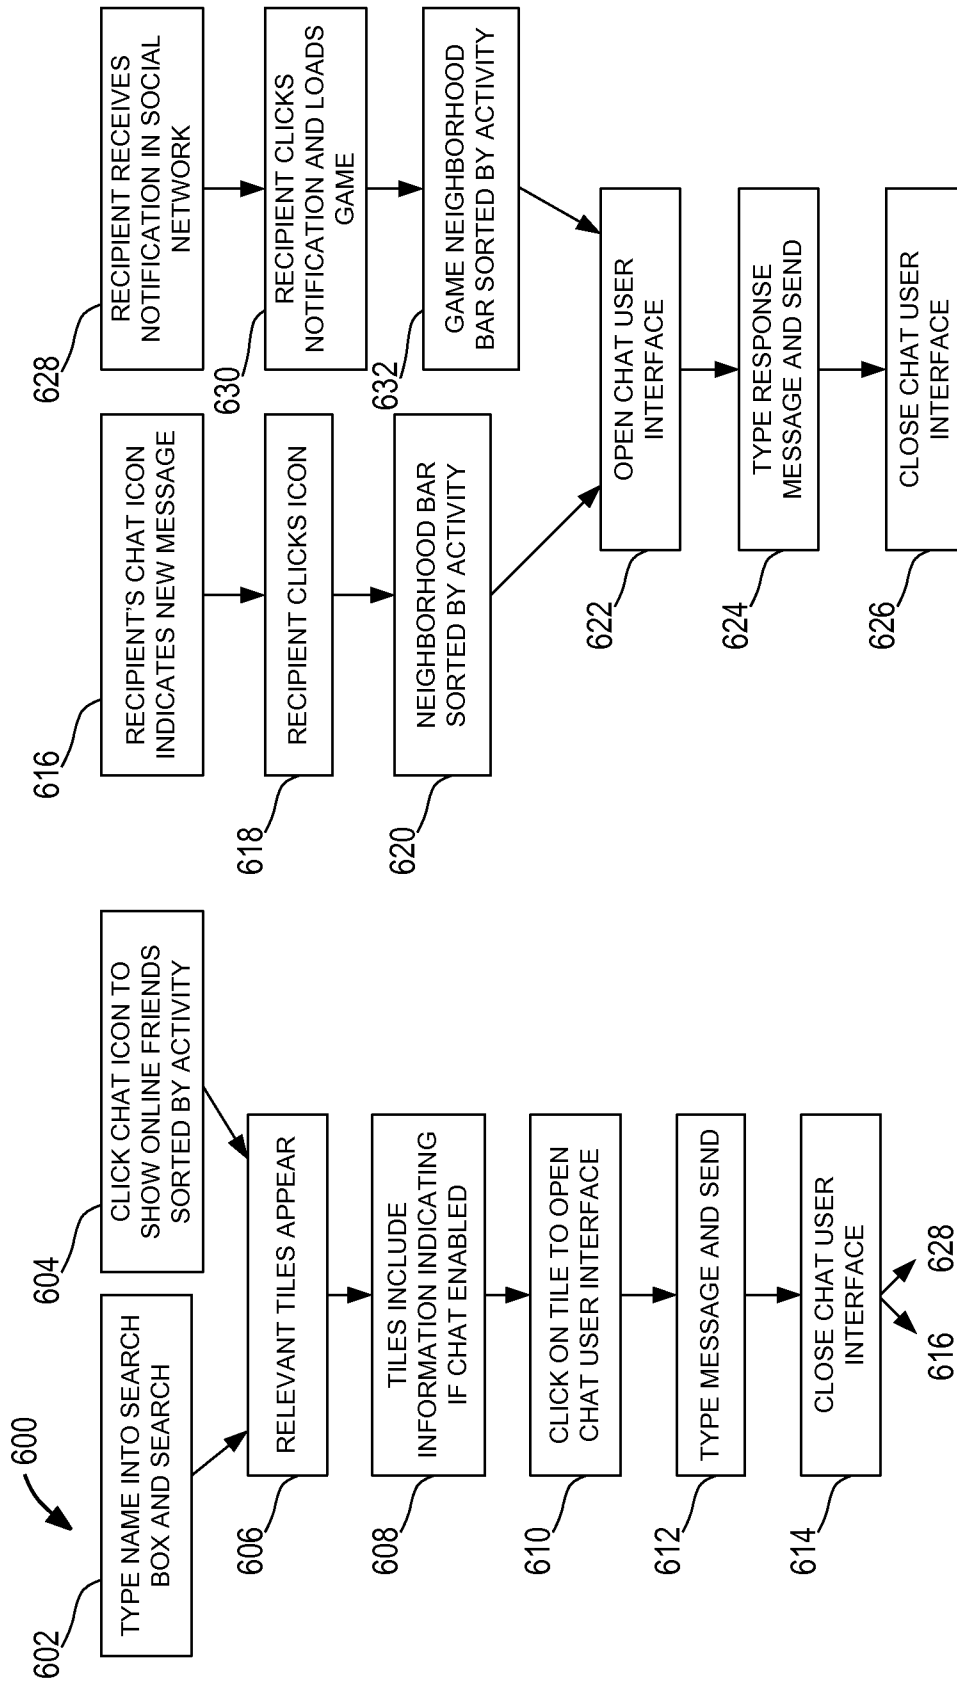 600
602
TYPE NAME INTO SEARCH
BOX AND SEARCH
604
CLICK CHAT ICON TO
SHOW ONLINE FRIENDS
SORTED BY ACTIVITY
606
RELEVANT TILES APPEAR
608
TILES INCLUDE
INFORMATION INDICATING
IF CHAT ENABLED
610
CLICK ON TILE TO OPEN
CHAT USER INTERFACE
612
TYPE MESSAGE AND SEND
614
CLOSE CHAT USER
INTERFACE
616
628
616
RECIPIENT'S CHAT ICON
INDICATES NEW MESSAGE
618
RECIPIENT CLICKS ICON
620
NEIGHBORHOOD BAR
SORTED BY ACTIVITY
628
RECIPIENT RECEIVES
NOTIFICATION IN SOCIAL
NETWORK
630
RECIPIENT CLICKS
NOTIFICATION AND LOADS
GAME
632
GAME NEIGHBORHOOD
BAR SORTED BY ACTIVITY
622
OPEN CHAT USER
INTERFACE
624
TYPE RESPONSE
MESSAGE AND SEND
626
CLOSE CHAT USER
INTERFACE